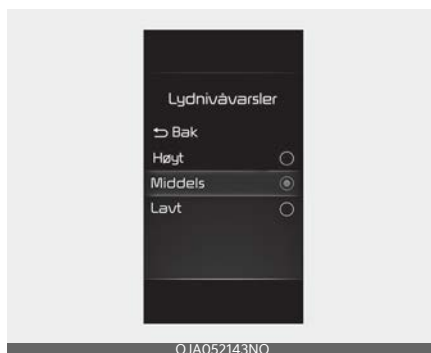 Lydnivåvarsler
Bak
Høyt
Middels
Lavt
OJA052143NO